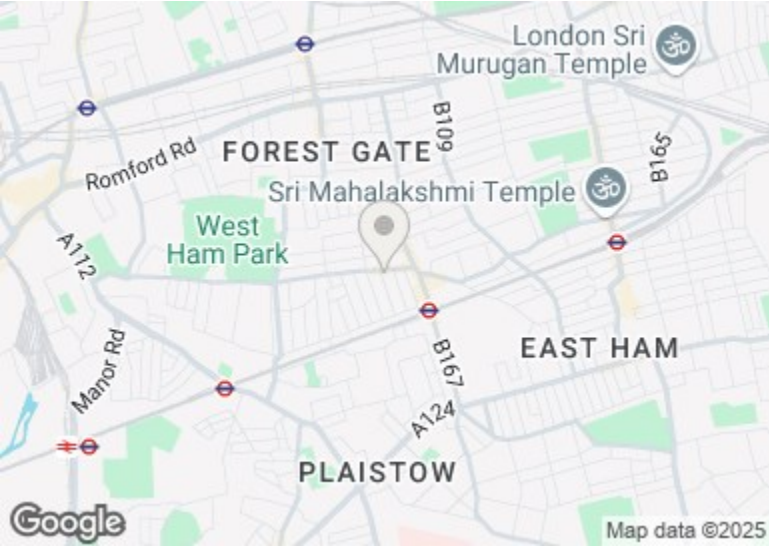 London Sri
Murugan Temple
B109
Romford Rd
FOREST GATE
B165
Sri Mahalakshmi Temple
West
Ham Park
A112
Manor Rd
B167
EAST HAM
A124
PLAISTOW
Google
Map data ©2025